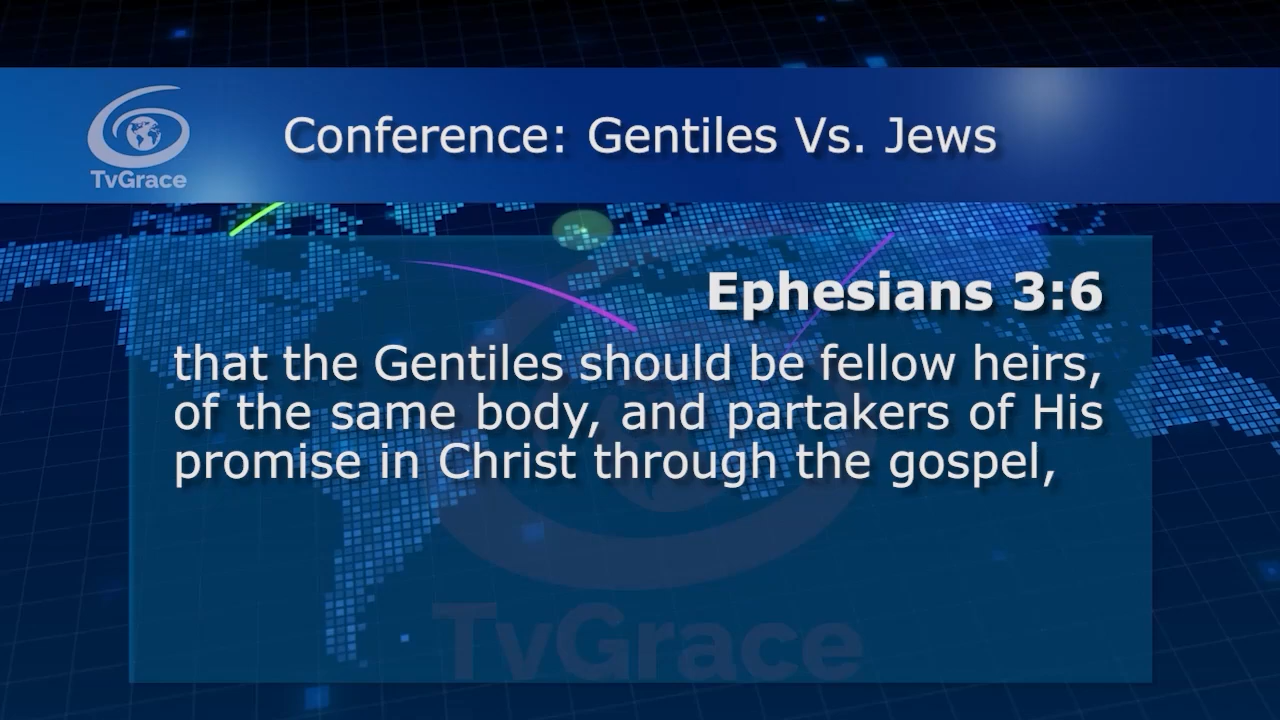 TvGrace
Conference: Gentiles Vs. Jews
Ephesians 3:6
that the Gentiles should be fellow heirs,
of the same body, and partakers of His
promise in Christ through the gospel,
TvGrace